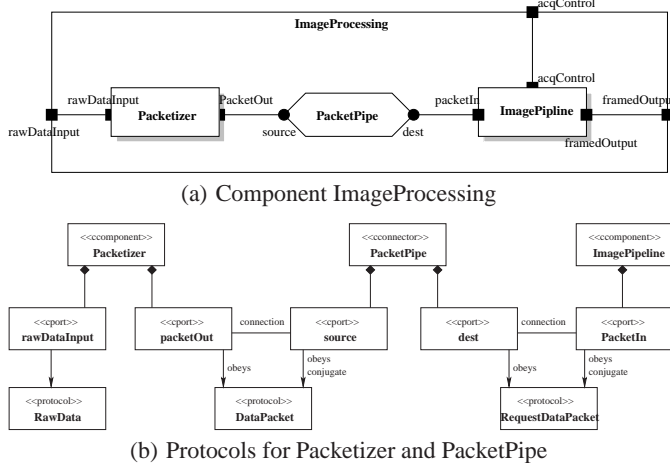 acqControl
ImageProcessing
acqControl
rawDataInput
PacketOut
packetIn
framedOutput
Packetizer
PacketPipe
ImagePipline
rawDataInput
source
dest
framedOutput
(a) Component ImageProcessing
<<ccomponent>>
Packetizer
<<cconnector>>
PacketPipe
<<ccomponent>>
ImagePipeline
<<cport>>
rawDataInput
<<cport>>
packetOut
connection
<<cport>>
source
<<cport>>
dest
connection
<<cport>>
PacketIn
obeys
obeys
conjugate
obeys
obeys
conjugate
<<protocol>>
RawData
<<protocol>>
DataPacket
<<protocol>>
RequestDataPacket
(b) Protocols for Packetizer and PacketPipe